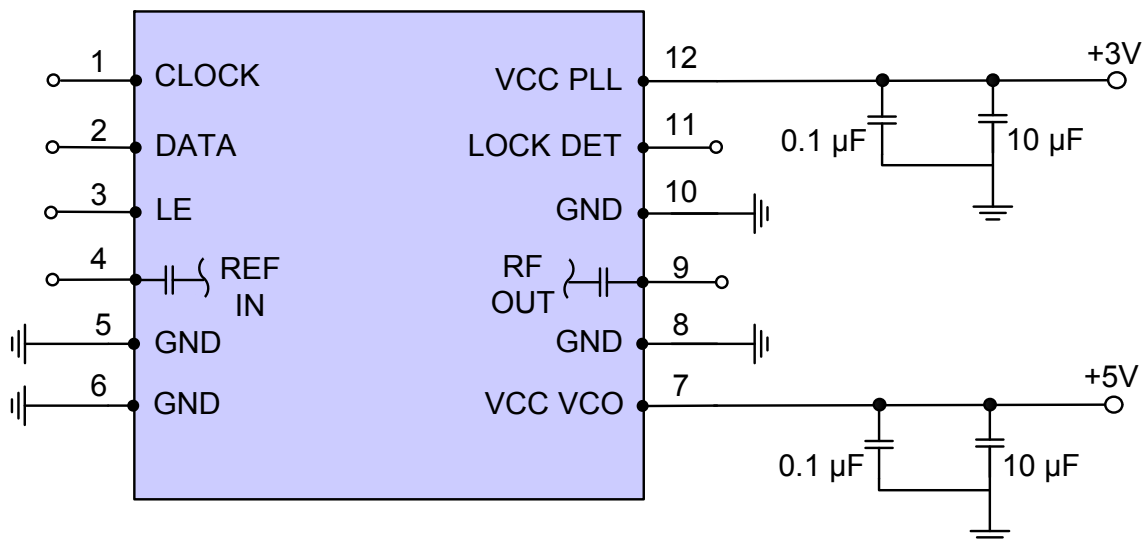 1 CLOCK
2 DATA
3 LE
4 REF
IN
5 GND
6 GND
VCC PLL 12
LOCK DET 11
GND 10
RF 9
OUT
GND 8
VCC VCO 7
+3V
0.1 µF 10 µF
+5V
0.1 µF 10 µF